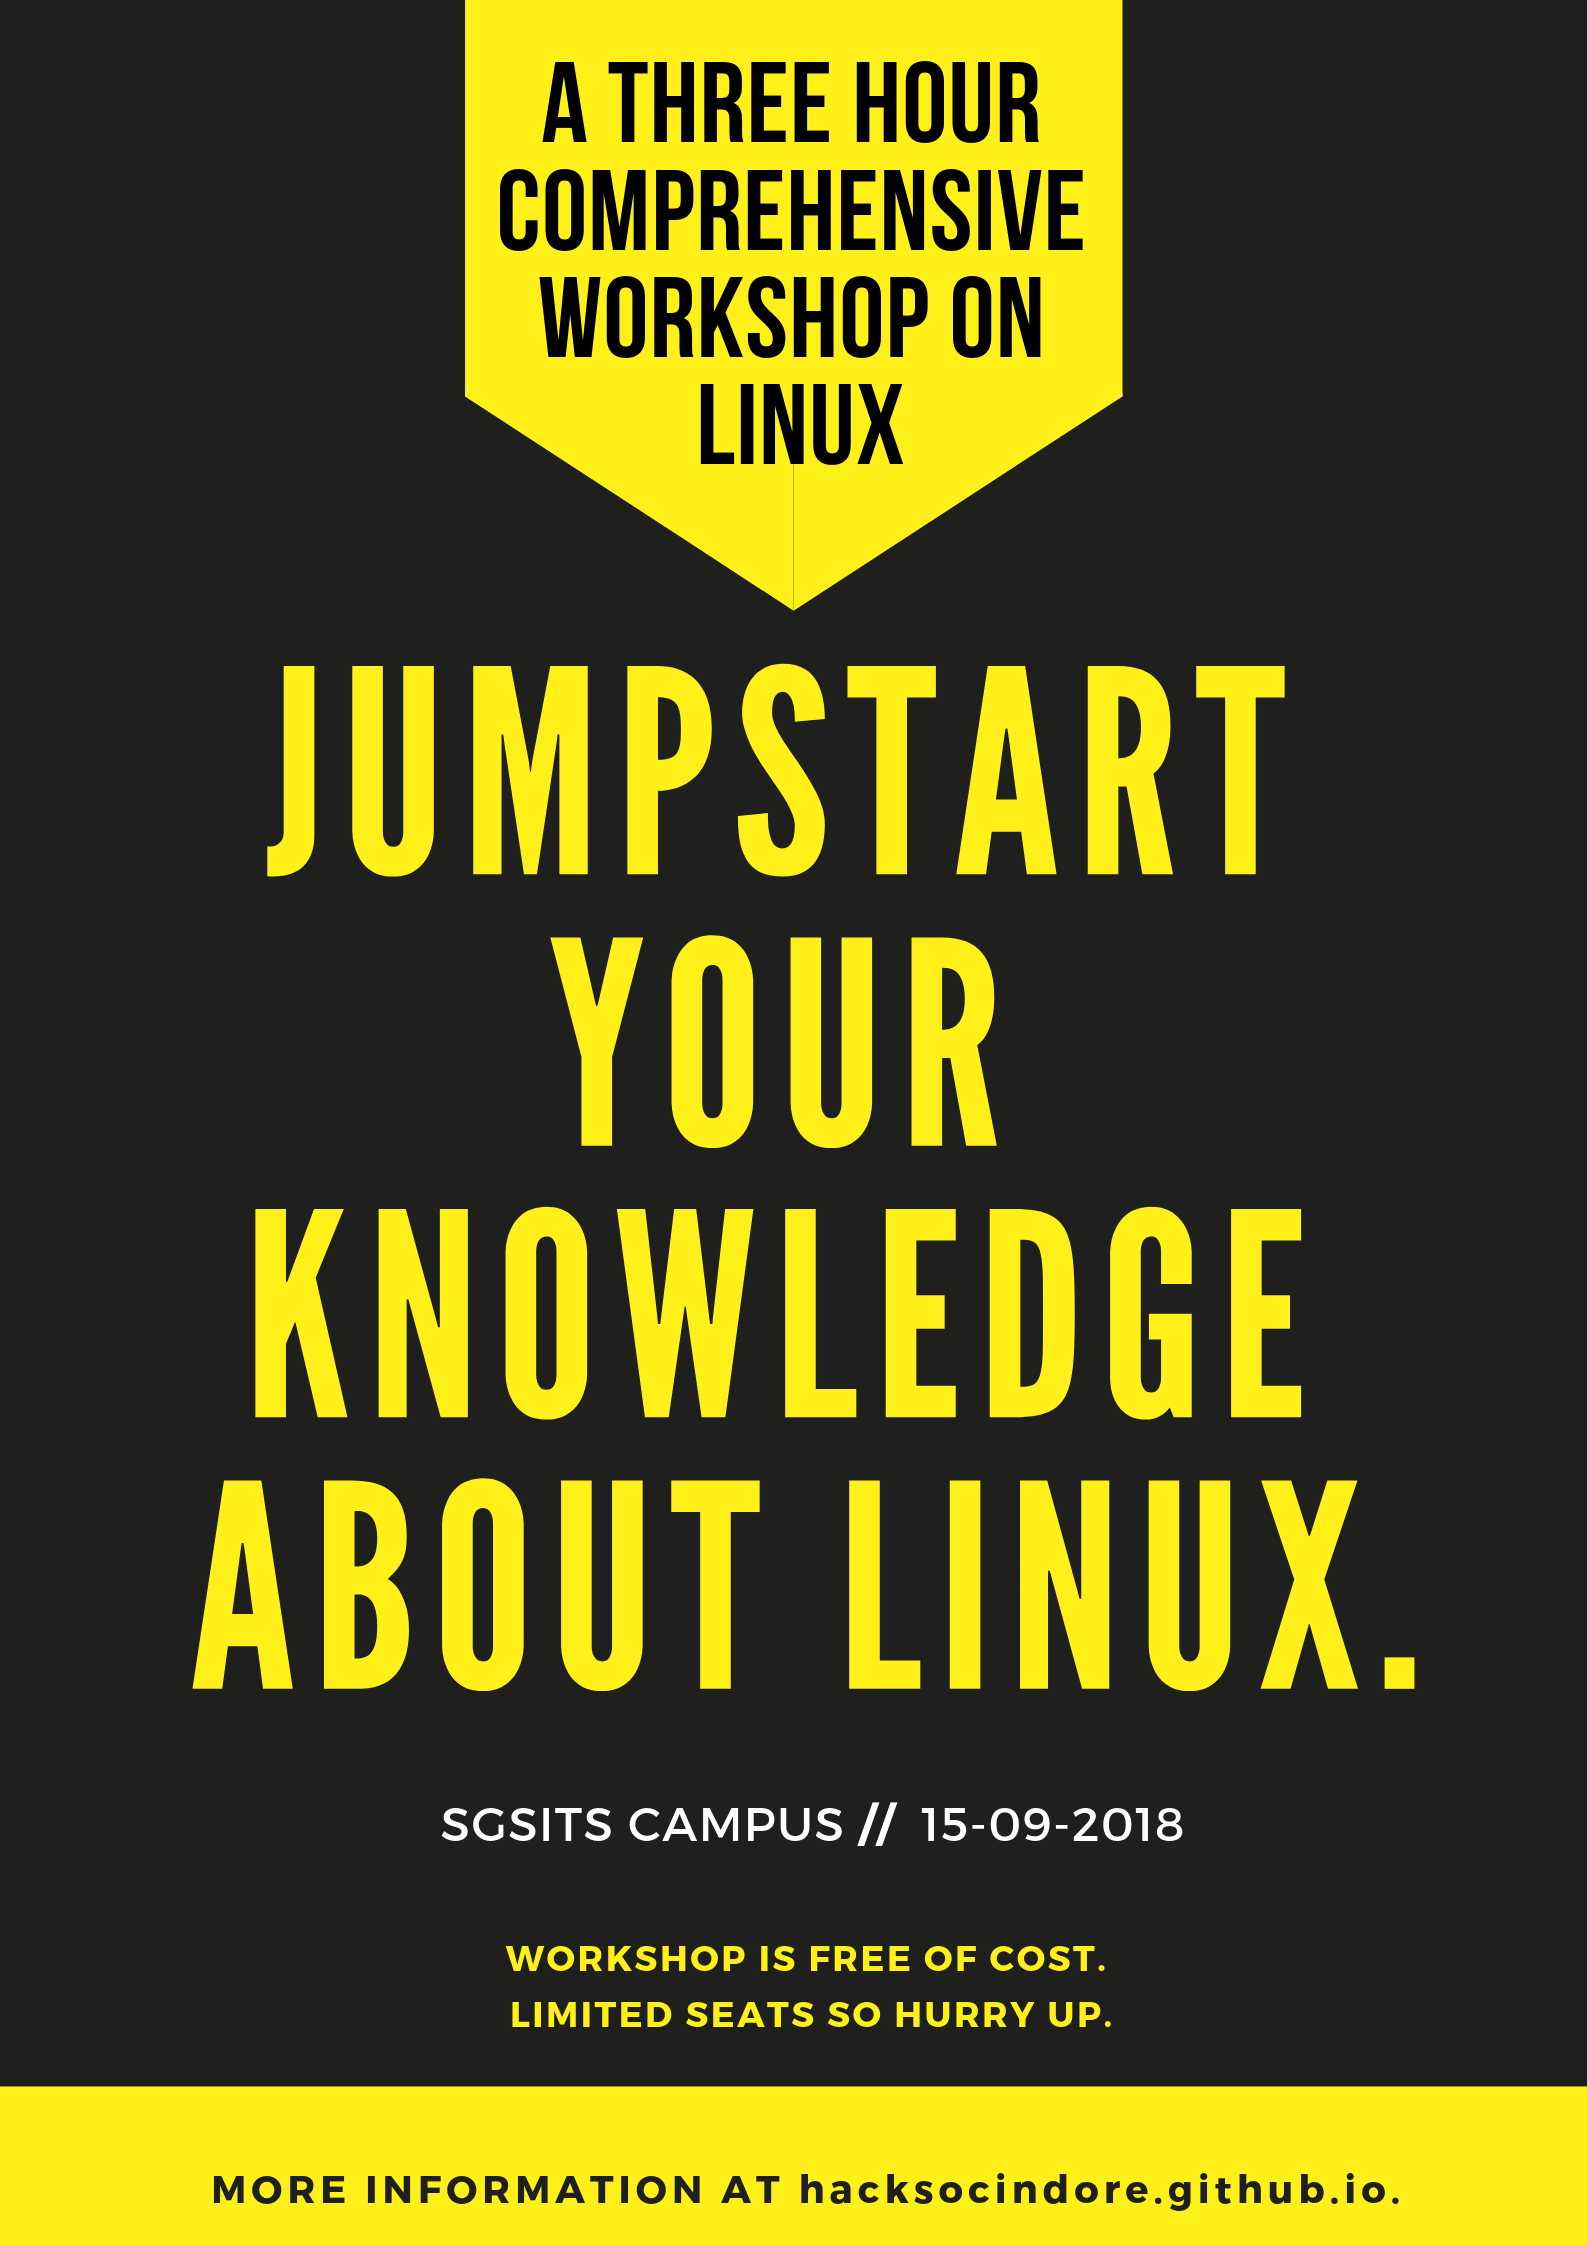 A THREE HOUR
COMPREHENSIVE
WORKSHOP ON
LINUX
JUMPSTART
YOUR
KNOWLEDGE
ABOUT LINUX.
SGSITS CAMPUS // 15-09-2018
WORKSHOP IS FREE OF COST.
LIMITED SEATS SO HURRY UP.
MORE INFORMATION AT hacksocindore.github.io.